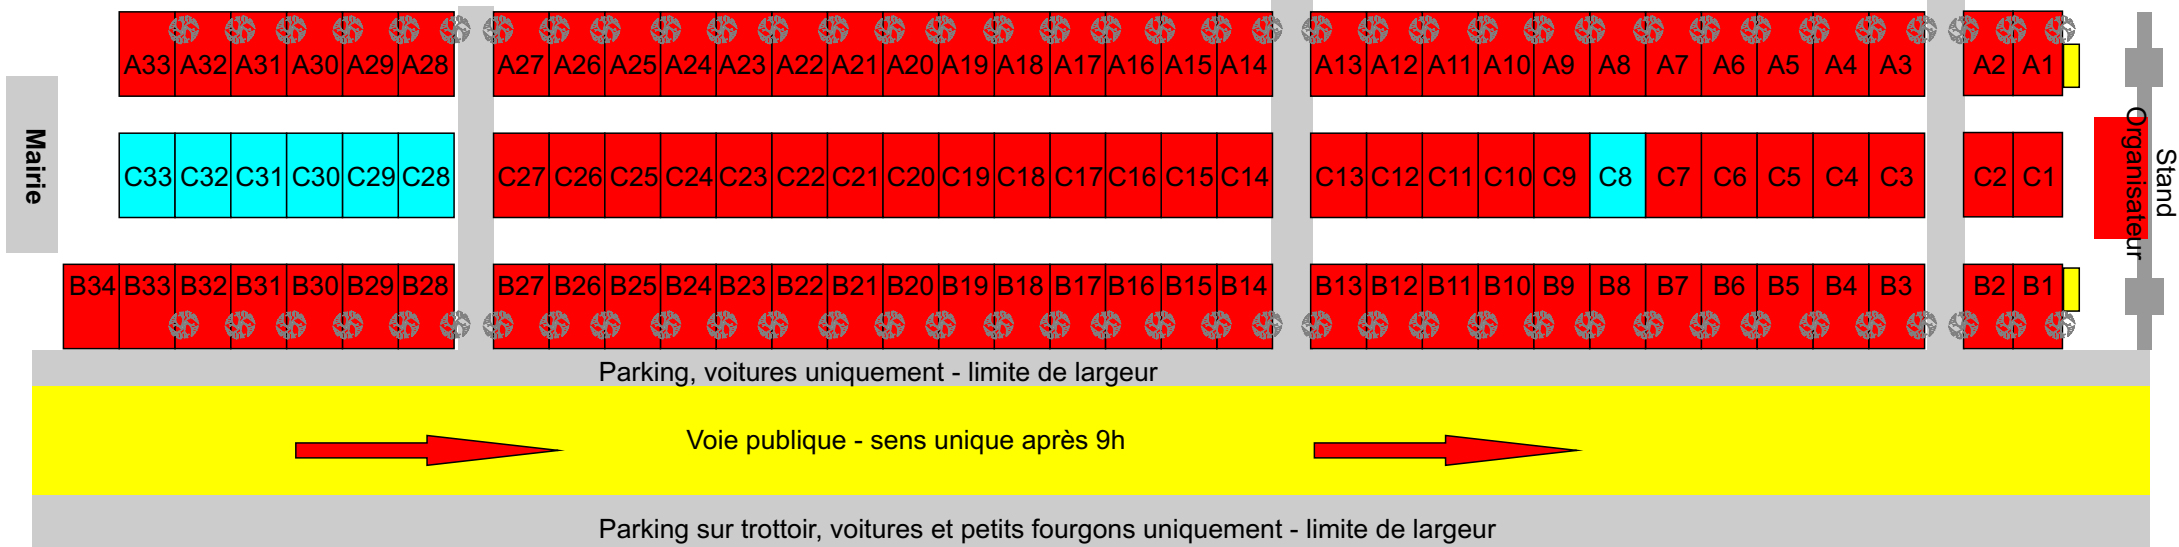 A33 A32 A31 A30 A29 A28 A27 A26 A25 A24 A23 A22 A21 A20 A19 A18 A17 A16 A15 A14 A13 A12 A11 A10 A9 A8 A7 A6 A5 A4 A3 A2 A1
Mairie
C33 C32 C31 C30 C29 C28 C27 C26 C25 C24 C23 C22 C21 C20 C19 C18 C17 C16 C15 C14 C13 C12 C11 C10 C9 C8 C7 C6 C5 C4 C3 C2 C1
Stand
Organisateur
B34 B33 B32 B31 B30 B29 B28 B27 B26 B25 B24 B23 B22 B21 B20 B19 B18 B17 B16 B15 B14 B13 B12 B11 B10 B9 B8 B7 B6 B5 B4 B3 B2 B1
Parking, voitures uniquement - limite de largeur
Voie publique - sens unique après 9h
Parking sur trottoir, voitures et petits fourgons uniquement - limite de largeur